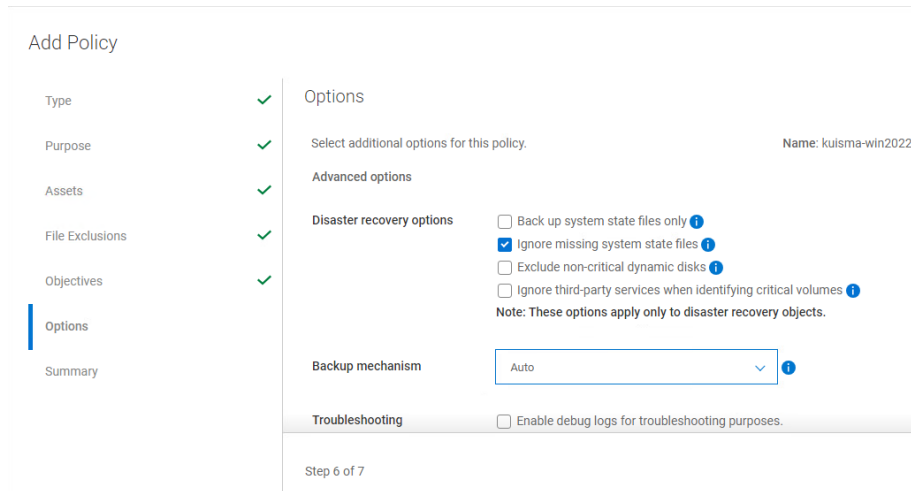 Add Policy
Type
Purpose
Assets
File Exclusions
Objectives
Options
Summary
Options
Select additional options for this policy.
Name: kuisma-win2022
Advanced options
Disaster recovery options
Back up system state files only
Ignore missing system state files
Exclude non-critical dynamic disks
Ignore third-party services when identifying critical volumes
Note: These options apply only to disaster recovery objects.
Backup mechanism
Auto
Troubleshooting
Enable debug logs for troubleshooting purposes.
Step 6 of 7